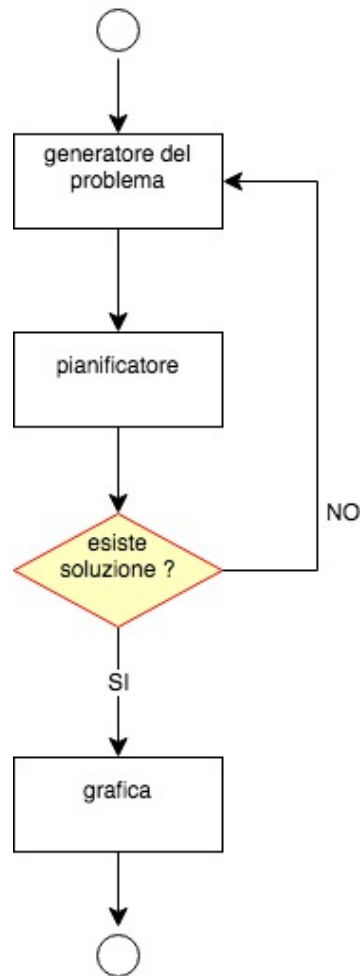 generatore del
problema
pianificatore
esiste
soluzione ?
NO
SI
grafica